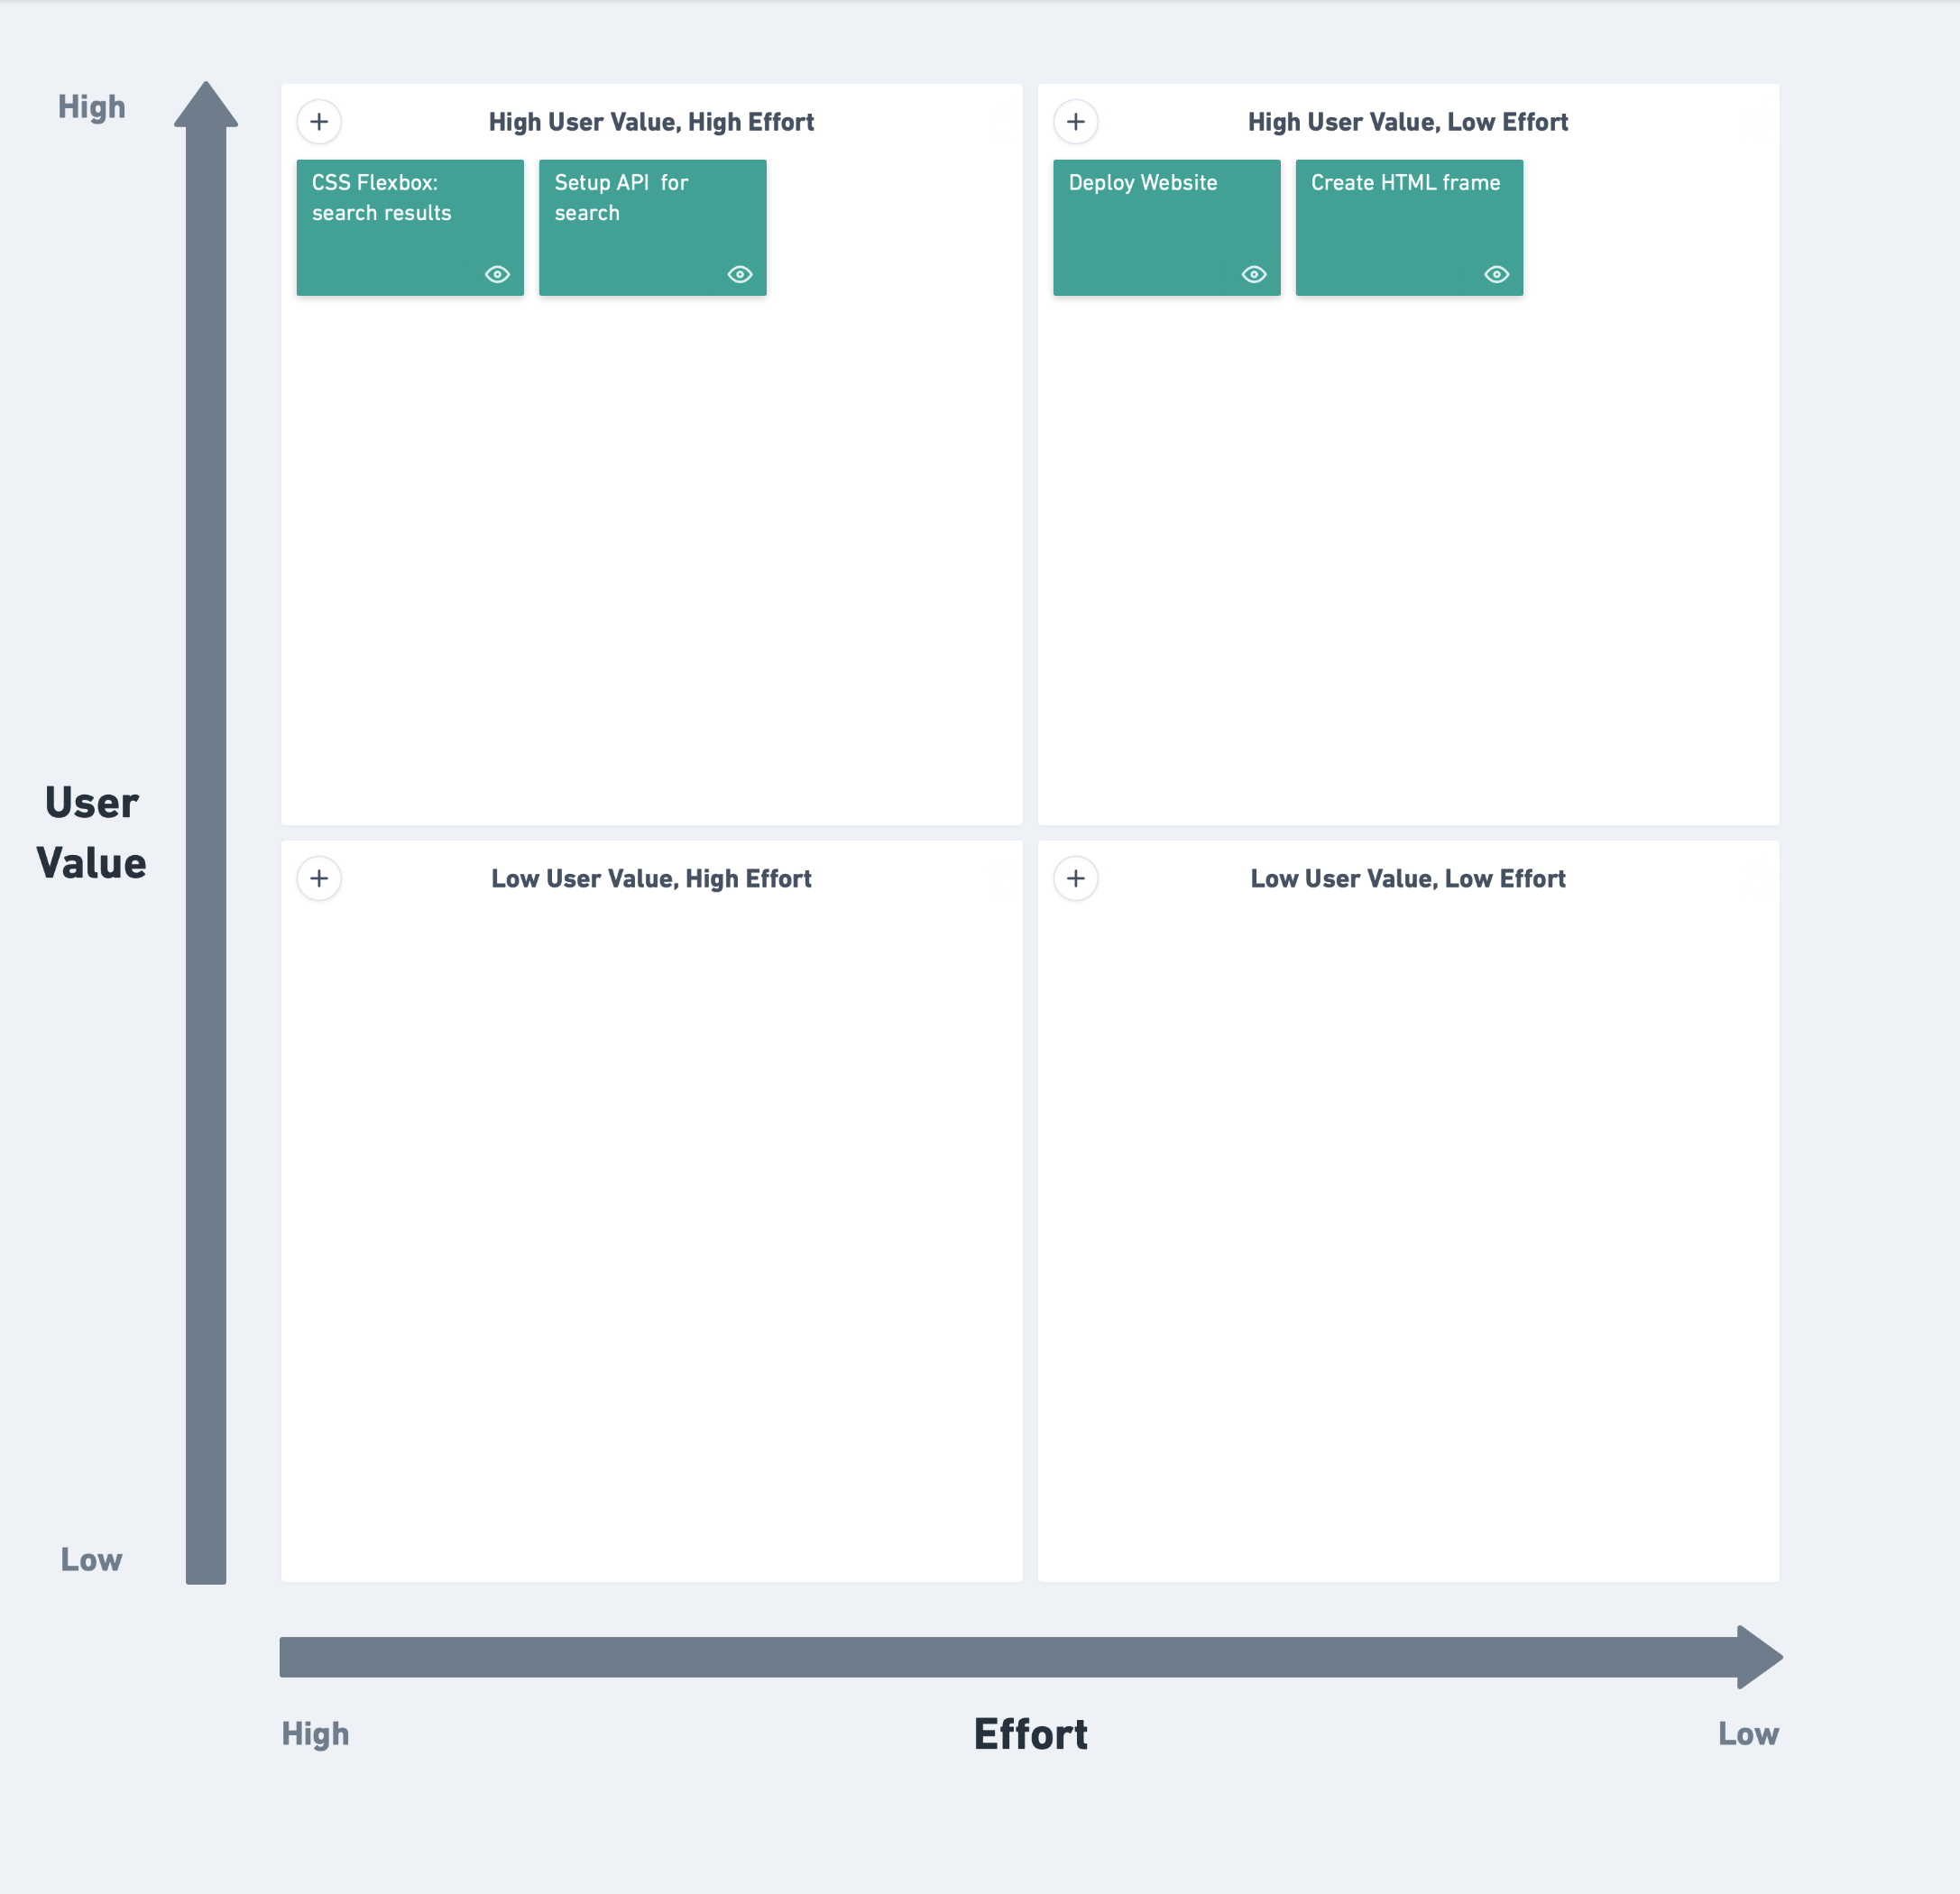 High
High User Value, High Effort
CSS Flexbox:
search results
Setup API  for
search
High User Value, Low Effort
Deploy Website
Create HTML frame
User
Value
Low User Value, High Effort
Low User Value, Low Effort
Low
High
Effort
Low